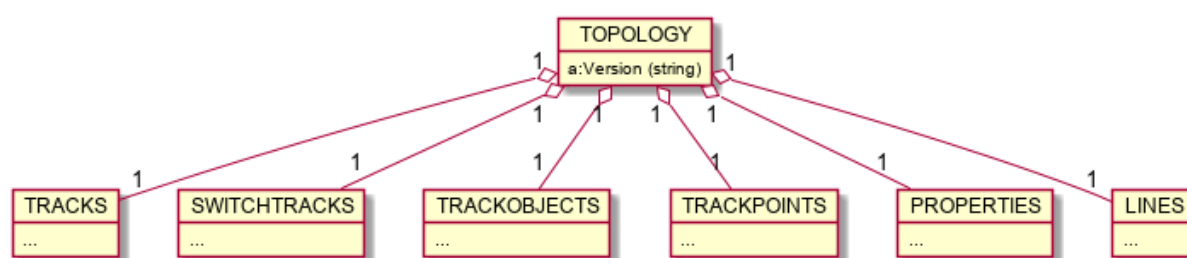 TOPOLOGY
a:Version (string)
1 1
1 1 1 1
1 1 1 1 1 1
TRACKS SWITCHTRACKS TRACKOBJECTS TRACKPOINTS PROPERTIES LINES
... ... ... ... ... ...